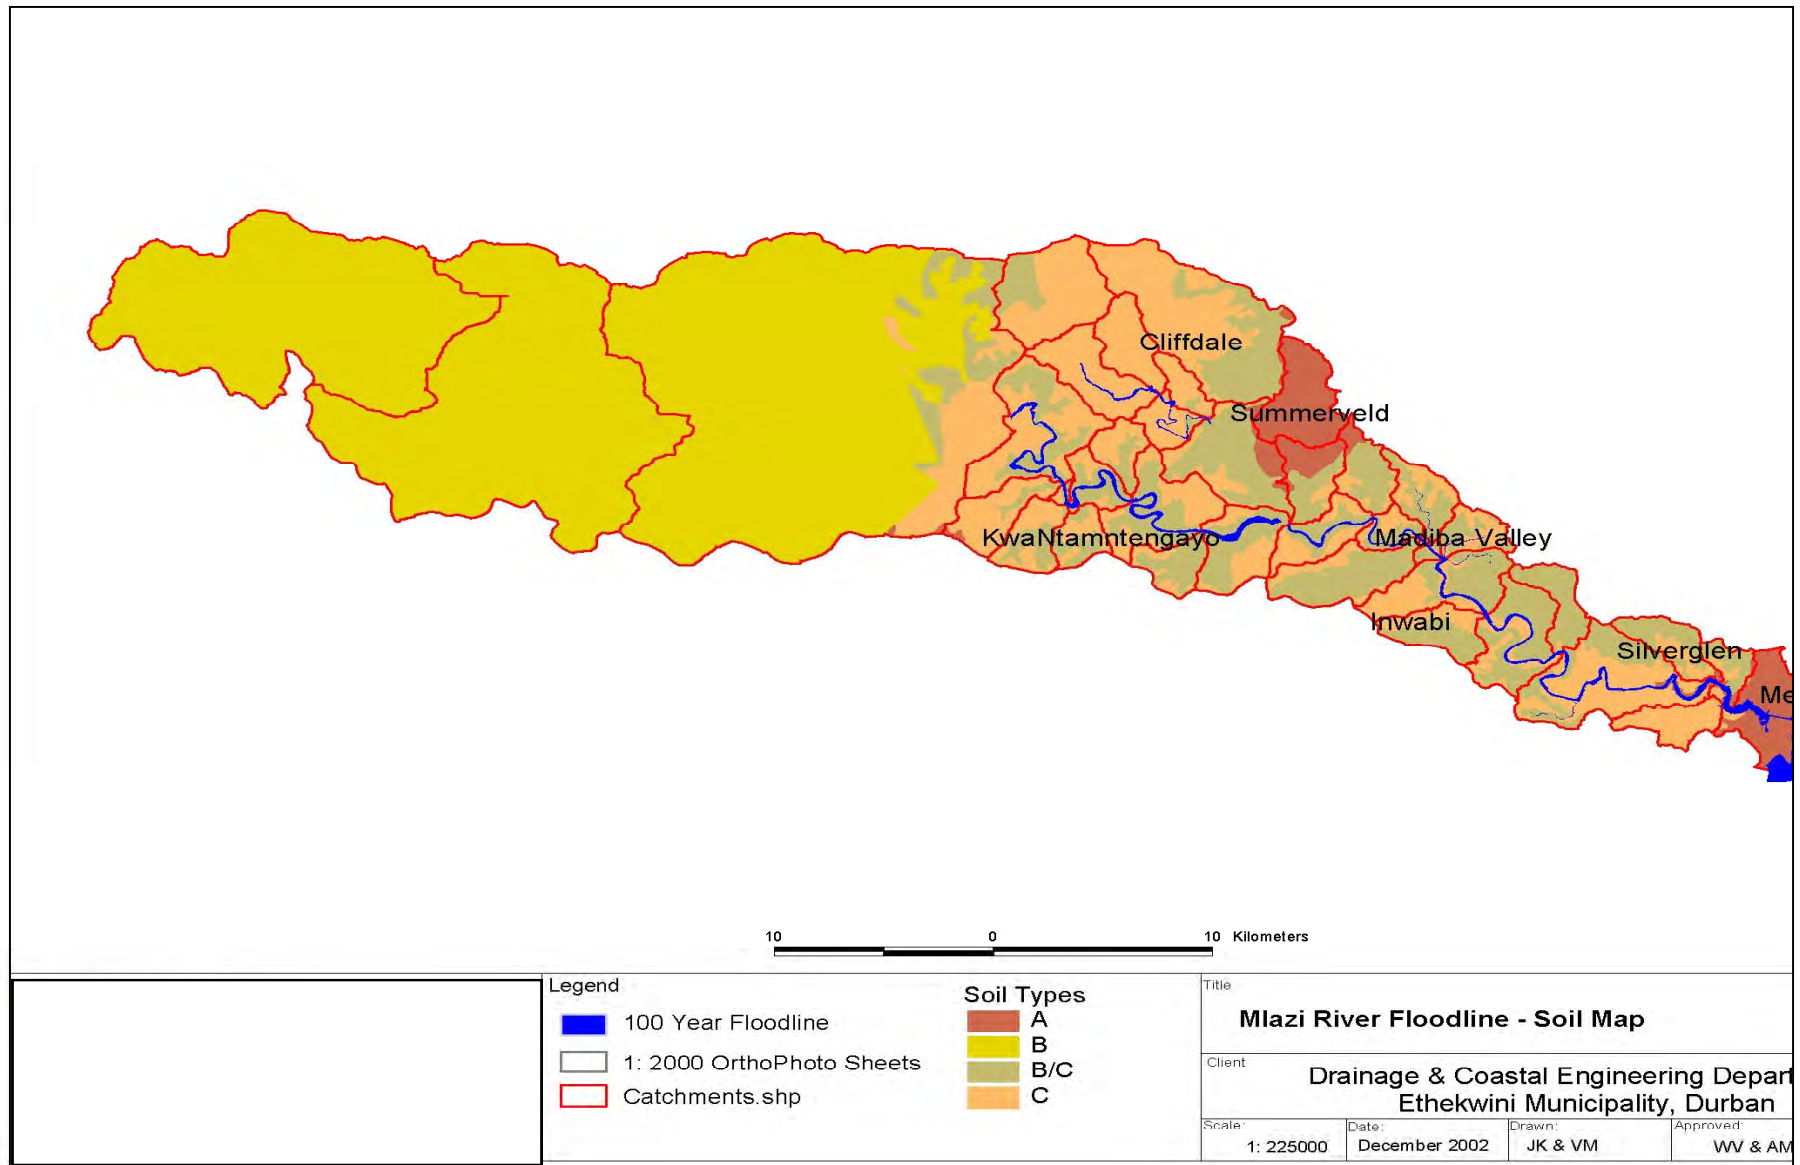 Cliffdale
Summerveld
KwaNtamntengayo
Madiba Valley
Inwabi
Silverglen
Me
10 0 10 Kilometers
Legend
100 Year Floodline
1: 2000 OrthoPhoto Sheets
Catchments.shp
Soil Types
A
B
B/C
C
Title
Mlazi River Floodline - Soil Map
Client
Drainage & Coastal Engineering Depart
Ethekwini Municipality, Durban
Scale: 1: 225000
Date: December 2002
Drawn: JK & VM
Approved: WV & AM